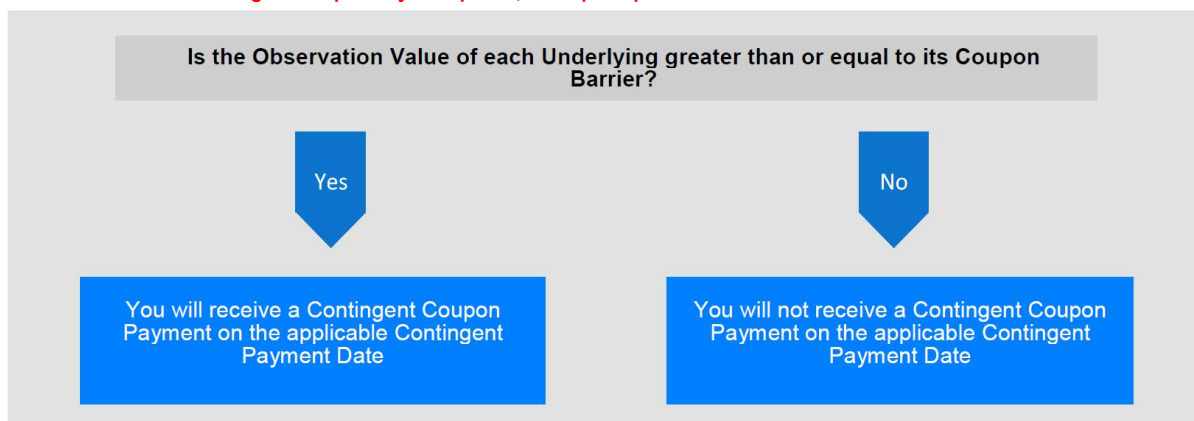 Is the Observation Value of each Underlying greater than or equal to its Coupon
Barrier?
Yes
No
You will receive a Contingent Coupon
Payment on the applicable Contingent
Payment Date
You will not receive a Contingent Coupon
Payment on the applicable Contingent
Payment Date